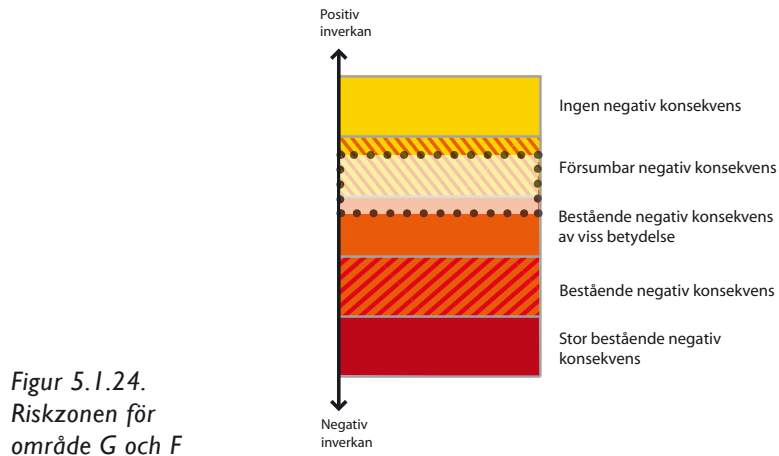 Positiv
inverkan
Ingen negativ konsekvens
Försumbar negativ konsekvens
Bestående negativ konsekvens
av viss betydelse
Bestående negativ konsekvens
Stor bestående negativ
konsekvens
Negativ
inverkan
Figur 5.1.24.
Riskzonen för
område G och F